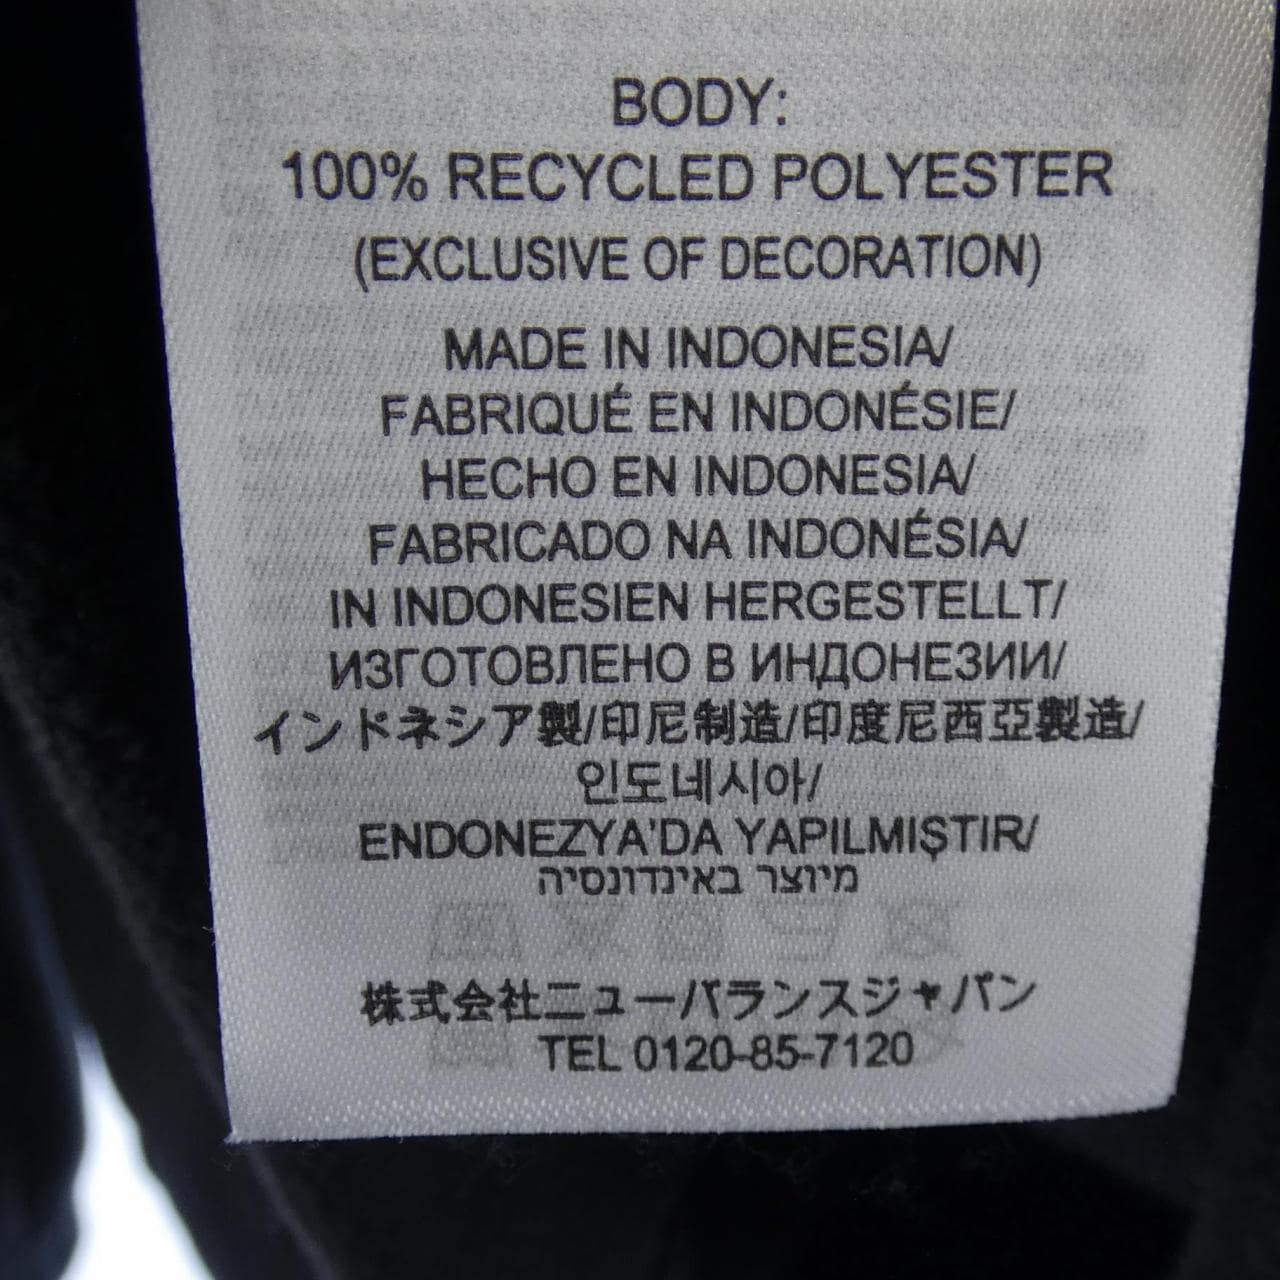 BODY:
100% RECYCLED POLYESTER
(EXCLUSIVE OF DECORATION)
MADE IN INDONESIA/
FABRIQUÉ EN INDONÉSIE/
HECHO EN INDONESIA/
FABRICADO NA INDONÉSIA/
IN INDONESIEN HERGESTELLT/
ИЗГОТОВЛЕНО В ИНДОНЕЗИИ/
インドネシア製/印尼制造/印度尼西亞製造/
인도네시아/
ENDONEZYA'DA YAPILMIŞTIR/
מיוצר באינדונסיה
株式会社ニューバランスジャパン
TEL 0120-85-7120